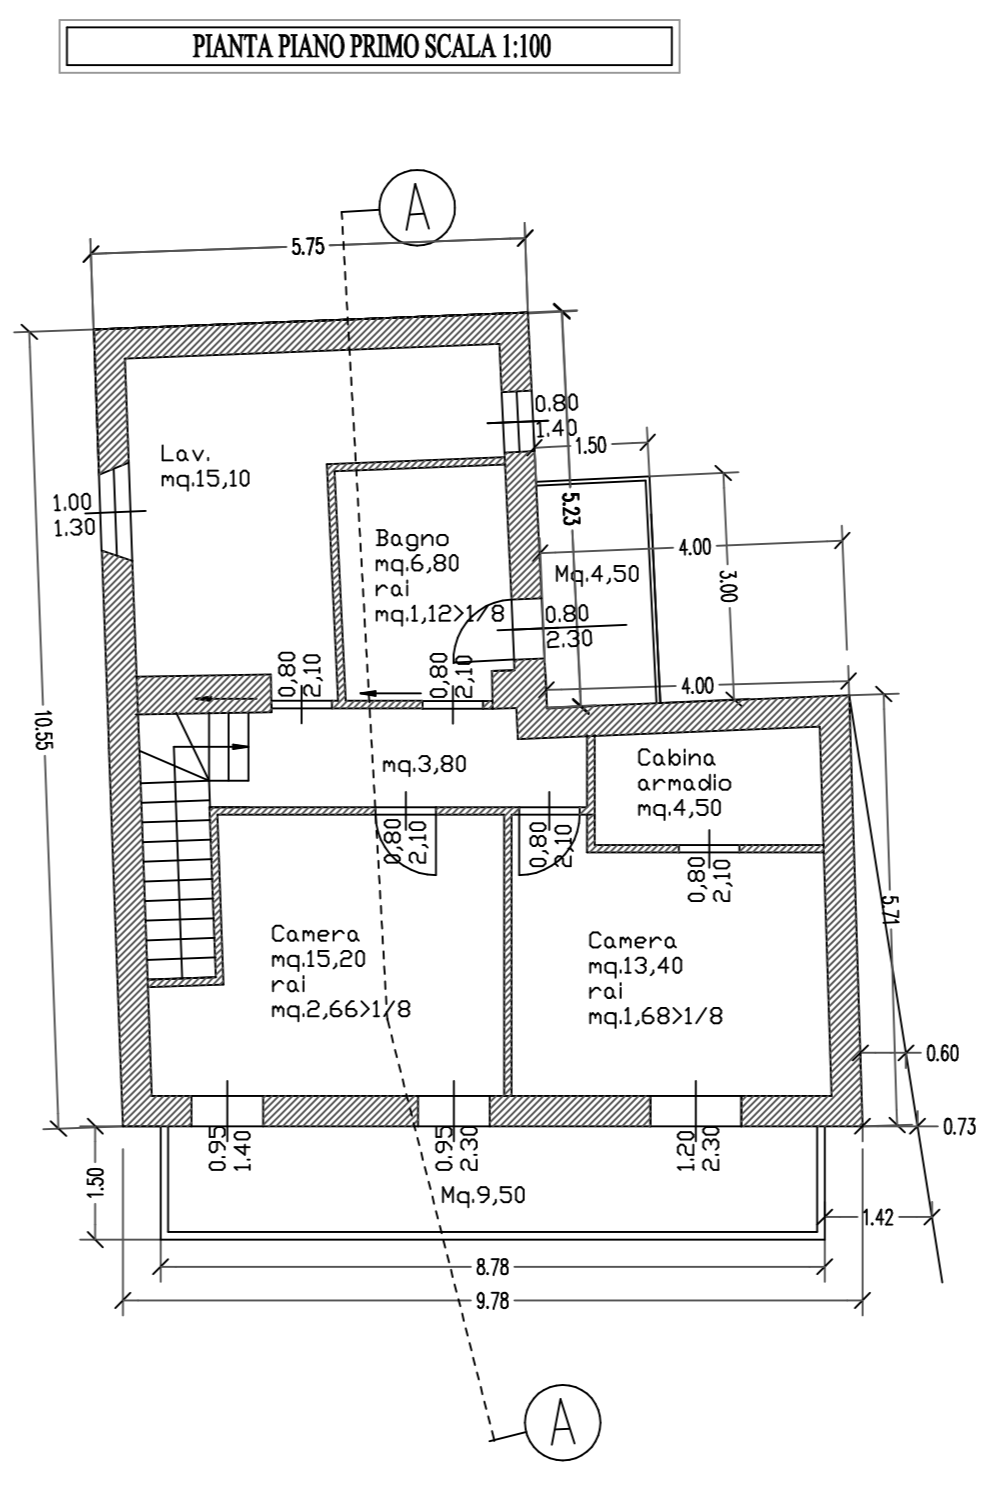 PIANTA PIANO PRIMO SCALA 1:100
A
5.75
0.80
1.40
1.50
Lav.
mq.15,10
1.00
1.30
5.23
Bagno
mq.6,80
rai
mq.1,12>1/8
4.00
Mq.4,50
3.00
0.80
2.30
0,80
2,10
0,80
2,10
4.00
10.55
mq.3,80
Cabina
armadio
mq.4,50
0,80
2,10
0,80
2,10
0,80
2,10
5.71
Camera
mq.15,20
rai
mq.2,66>1/8
Camera
mq.13,40
rai
mq.1,68>1/8
0.60
0.73
0.95
1.40
0.95
2.30
1.20
2.30
1.50
Mq.9,50
1.42
8.78
9.78
A